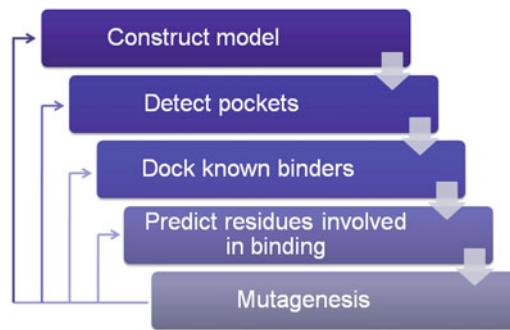 Construct model
Detect pockets
Dock known binders
Predict residues involved
in binding
Mutagenesis